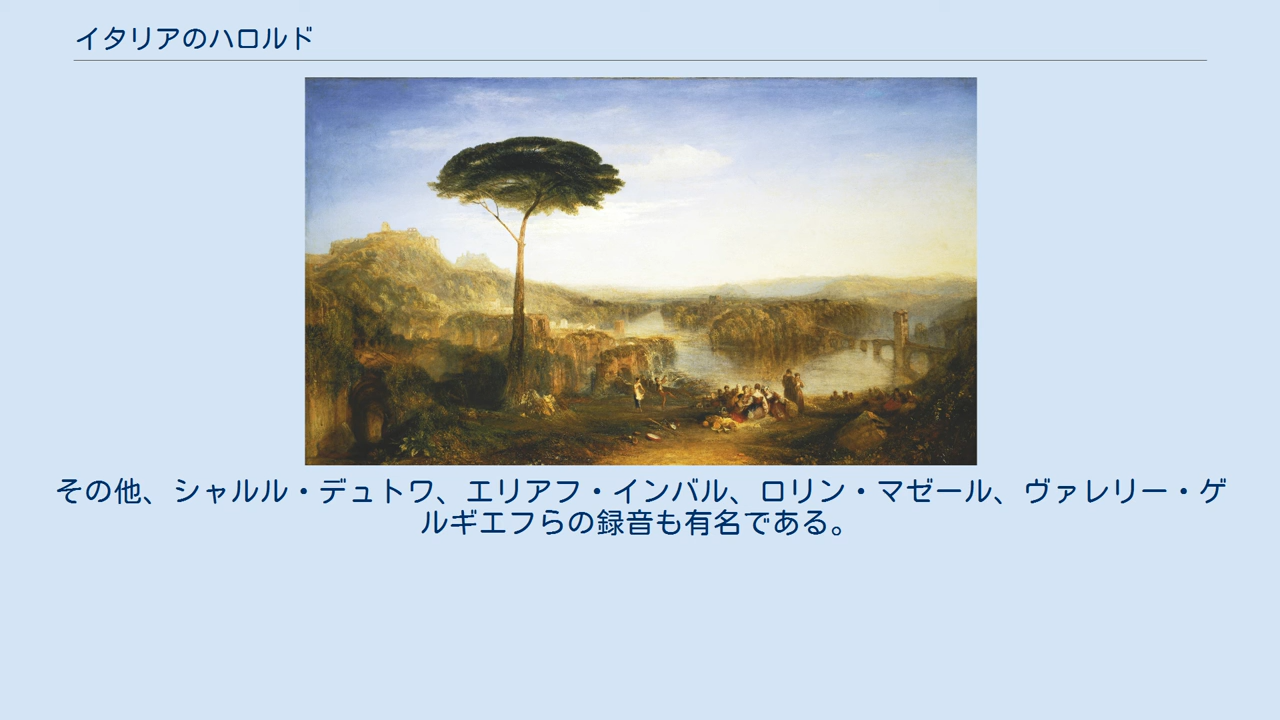 イタリアのハロルド
その他、シャルル・デュトワ、エリアフ・インバル、ロリン・マゼール、ヴァレリー・ゲ
ルギエフらの録音も有名である。